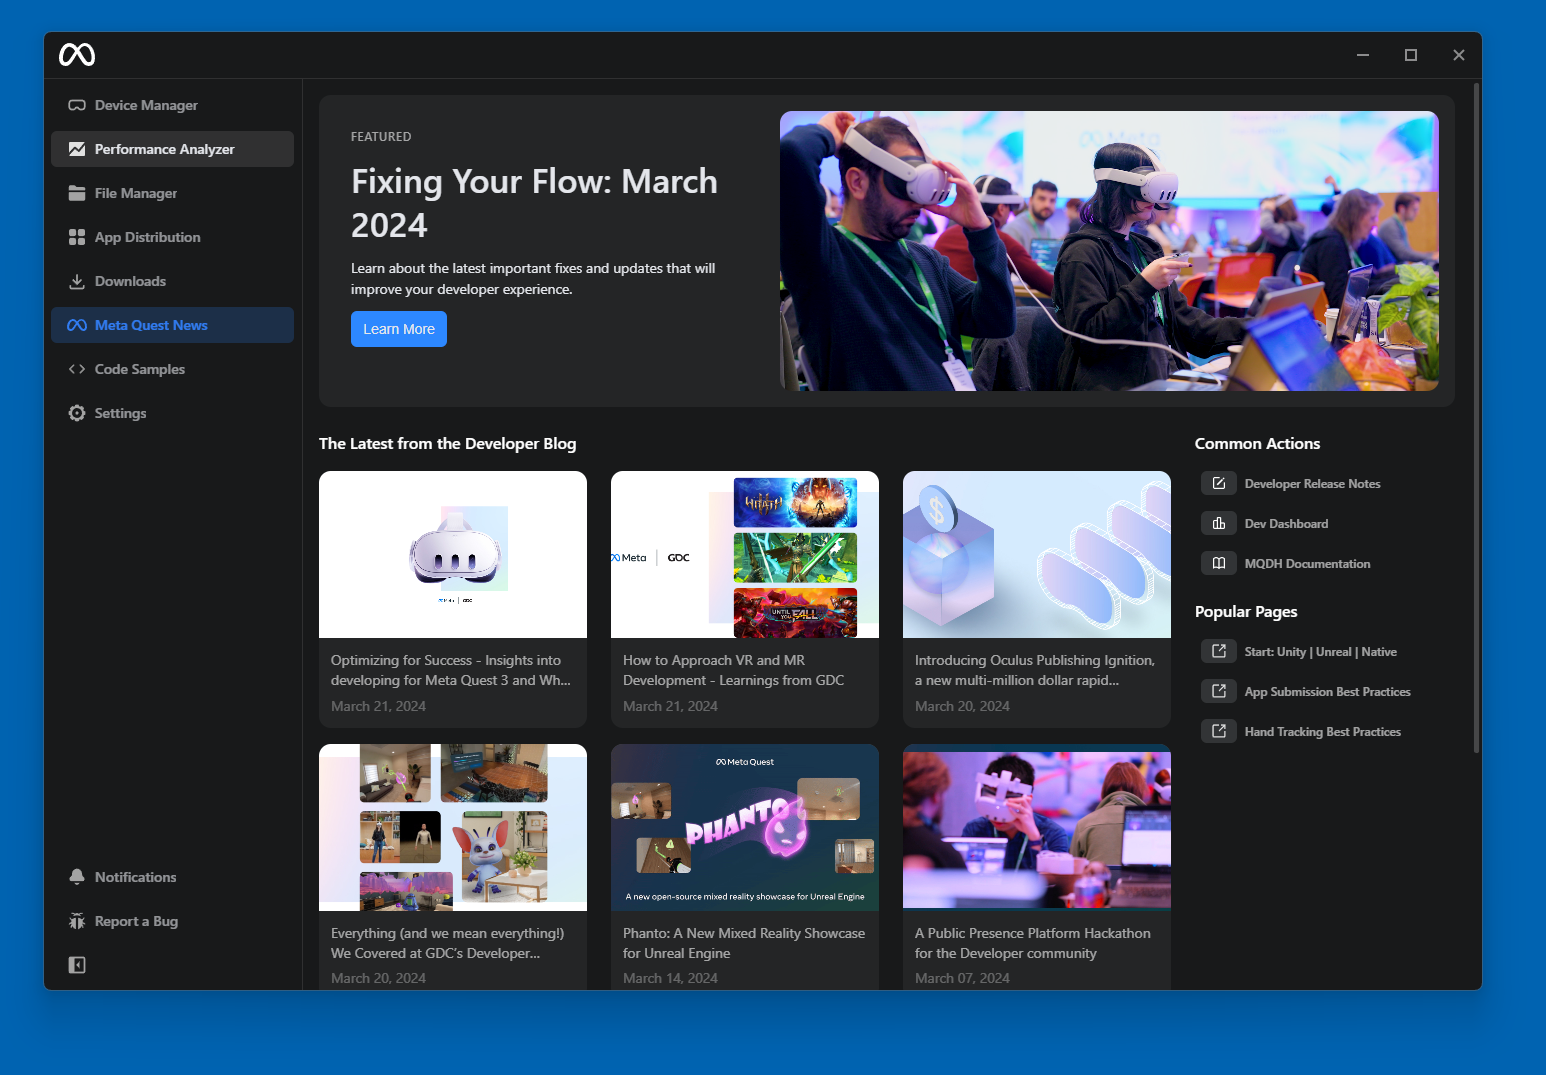 Device Manager
Performance Analyzer
File Manager
App Distribution
Downloads
Meta Quest News
Code Samples
Settings
Notifications
Report a Bug
FEATURED
Fixing Your Flow: March
2024
Learn about the latest important fixes and updates that will
improve your developer experience.
Learn More
Meta
The Latest from the Developer Blog
Meta | GDC
Optimizing for Success - Insights into
developing for Meta Quest 3 and Wh...
March 21, 2024
Meta | GDC
UNTIL
YOU FALL
How to Approach VR and MR
Development - Learnings from GDC
March 21, 2024
$
Introducing Oculus Publishing Ignition,
a new multi-million dollar rapid...
March 20, 2024
Everything (and we mean everything!)
We Covered at GDC's Developer...
March 20, 2024
Meta Quest
PHANTO
A new open-source mixed reality showcase for Unreal Engine
Phanto: A New Mixed Reality Showcase
for Unreal Engine
March 14, 2024
A Public Presence Platform Hackathon
for the Developer community
March 07, 2024
Common Actions
Developer Release Notes
Dev Dashboard
MQDH Documentation
Popular Pages
Start: Unity | Unreal | Native
App Submission Best Practices
Hand Tracking Best Practices